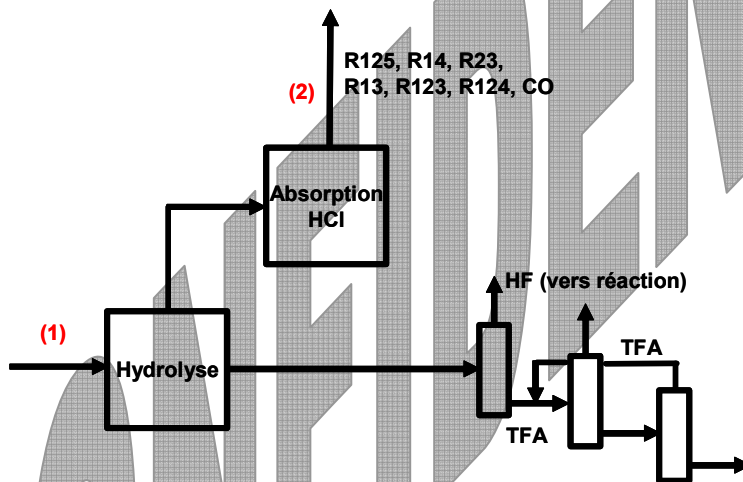 R125, R14, R23,
(2)
R13, R123, R124, CO
Absorption
HCl
HF (vers réaction)
(1)
TFA
Hydrolyse
TFA